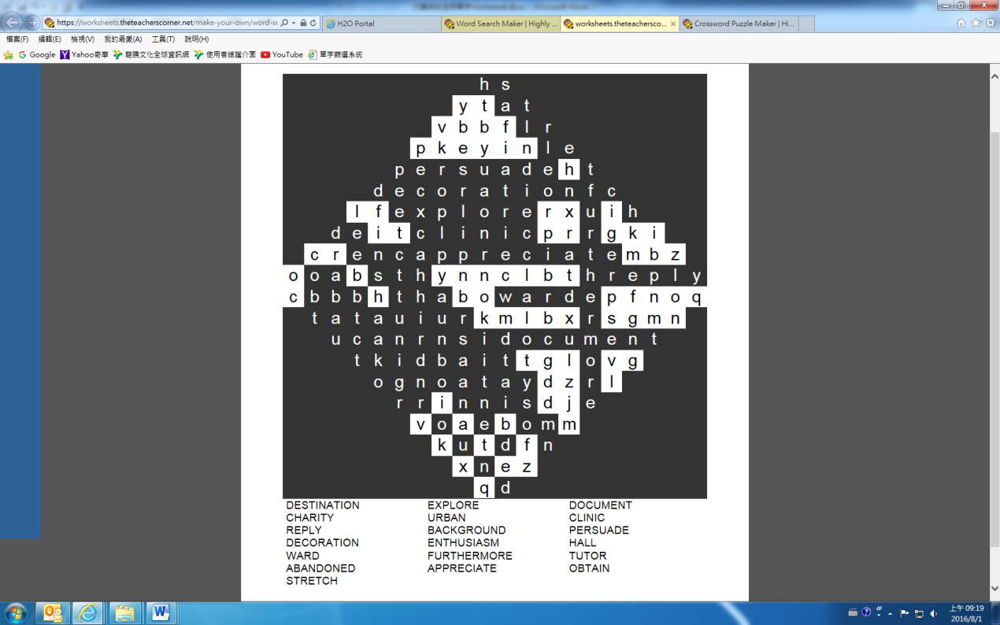 https://worksheets.theteacherscorner.net/make-your-own/word-se
H2O Portal
Word Search Maker | Highly ...
worksheets.theteachersco...
Crossword Puzzle Maker | Hi...
檔案(F) 編輯(E) 檢視(V) 我的最愛(A) 工具(T) 說明(H)
Google Yahoo奇摩 龍騰文化全球資訊網 使用者維護介面 YouTube 單字篩選系統
h s
y t a t
v b b f l r
p k e y i n l e
p e r s u a d e h t
d e c o r a t i o n f c
l f e x p l o r e r x u i h
d e i t c l i n i c p r r g k i
c r e n c a p p r e c i a t e m b z
o o a b s t h y n n c l b t h r e p l y
c b b b h t h a b o w a r d e p f n o q
t a t a u i u r k m l b x r s g m n
u c a n r n s i d o c u m e n t
t k i d b a i t t g l o v g
o g n o a t a y d z r l
r r i n n i s d j e
v o a e b o m m
k u t d f n
x n e z
q d
DESTINATION EXPLORE DOCUMENT
CHARITY URBAN CLINIC
REPLY BACKGROUND PERSUADE
DECORATION ENTHUSIASM HALL
WARD FURTHERMORE TUTOR
ABANDONED APPRECIATE OBTAIN
STRETCH
上午 09:19
2016/8/1